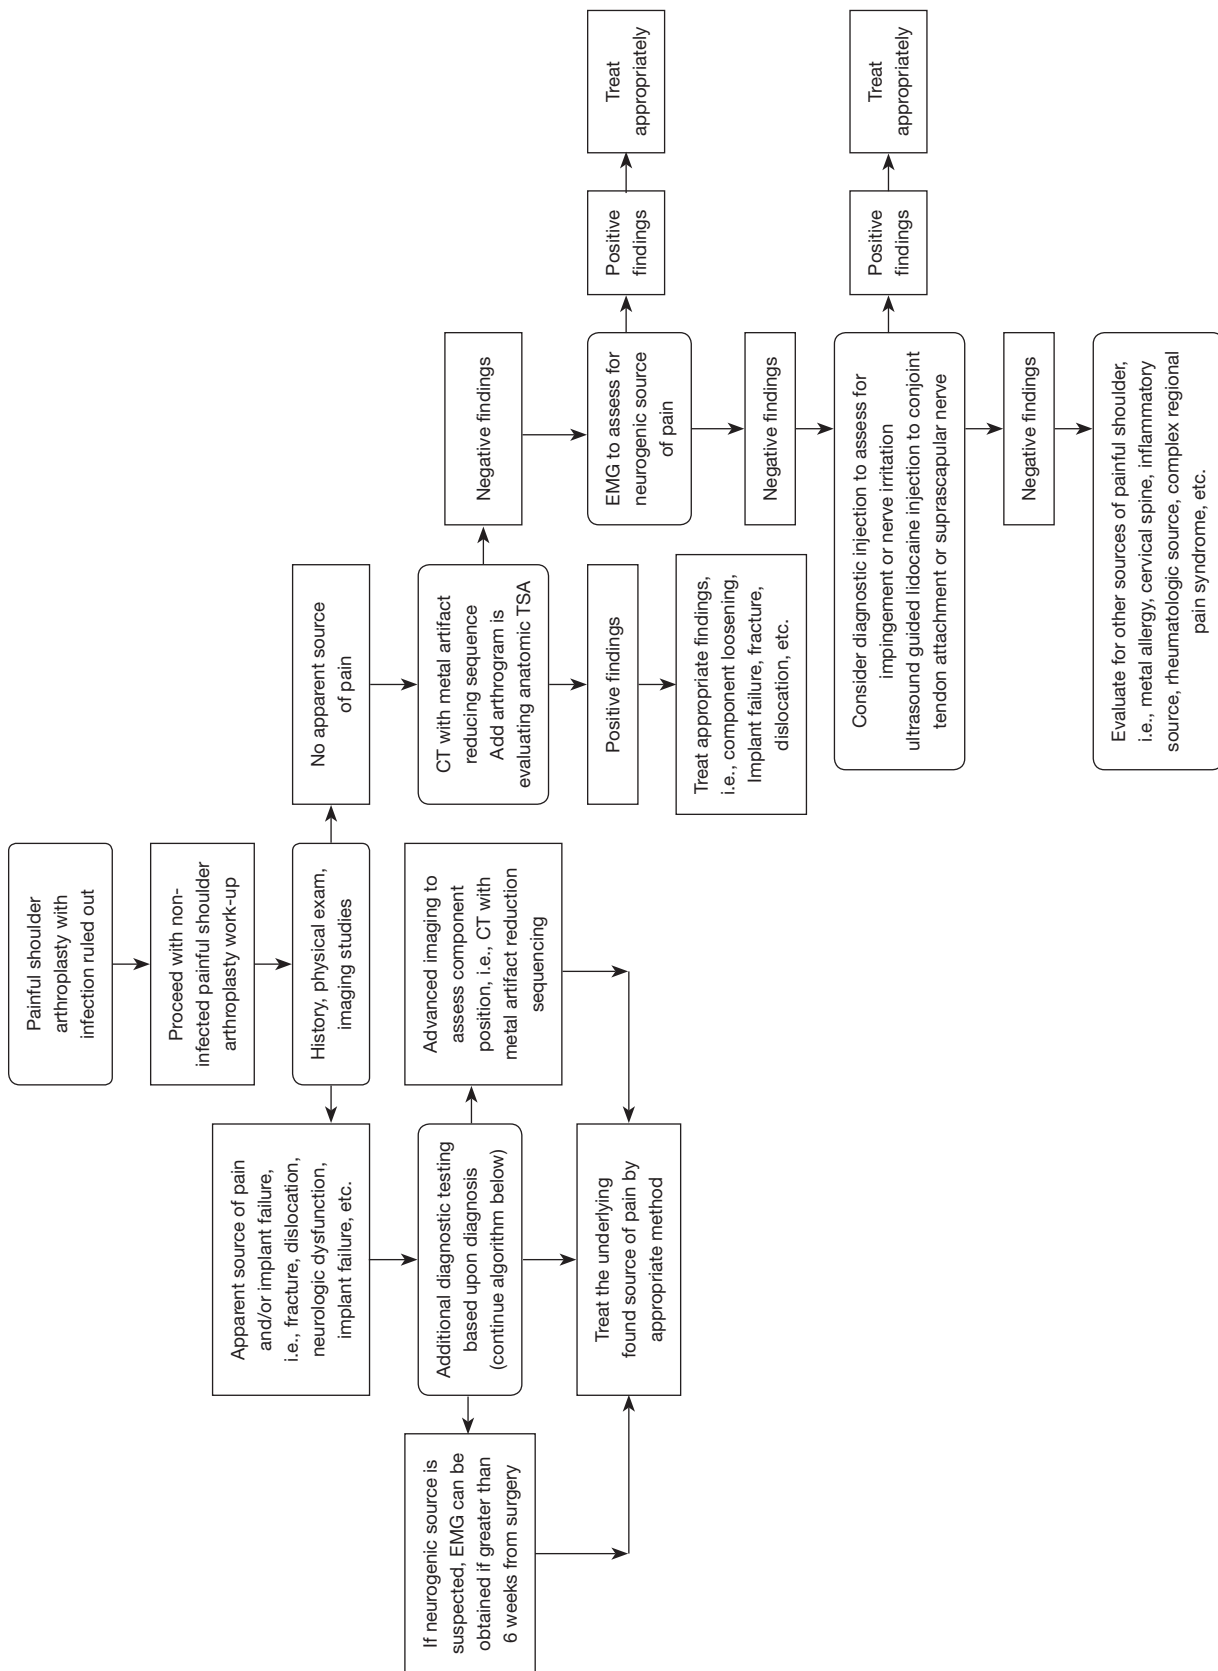 Painful shoulder
arthroplasty with
infection ruled out
Proceed with non-
infected painful shoulder
arthroplasty work-up
History, physical exam,
imaging studies
Apparent source of pain
and/or implant failure,
i.e., fracture, dislocation,
neurologic dysfunction,
implant failure, etc.
No apparent source
of pain
If neurogenic source is
suspected, EMG can be
obtained if greater than
6 weeks from surgery
Additional diagnostic testing
based upon diagnosis
(continue algorithm below)
Advanced imaging to
assess component
position, i.e., CT with
metal artifact reduction
sequencing
Treat the underlying
found source of pain by
appropriate method
CT with metal artifact
reducing sequence
Add arthrogram is
evaluating anatomic TSA
Negative findings
Positive findings
Treat appropriate findings,
i.e., component loosening,
Implant failure, fracture,
dislocation, etc.
EMG to assess for
neurogenic source
of pain
Positive
findings
Treat
appropriately
Negative findings
Consider diagnostic injection to assess for
impingement or nerve irritation
ultrasound guided lidocaine injection to conjoint
tendon attachment or suprascapular nerve
Positive
findings
Treat
appropriately
Negative findings
Evaluate for other sources of painful shoulder,
i.e., metal allergy, cervical spine, inflammatory
source, rheumatologic source, complex regional
pain syndrome, etc.